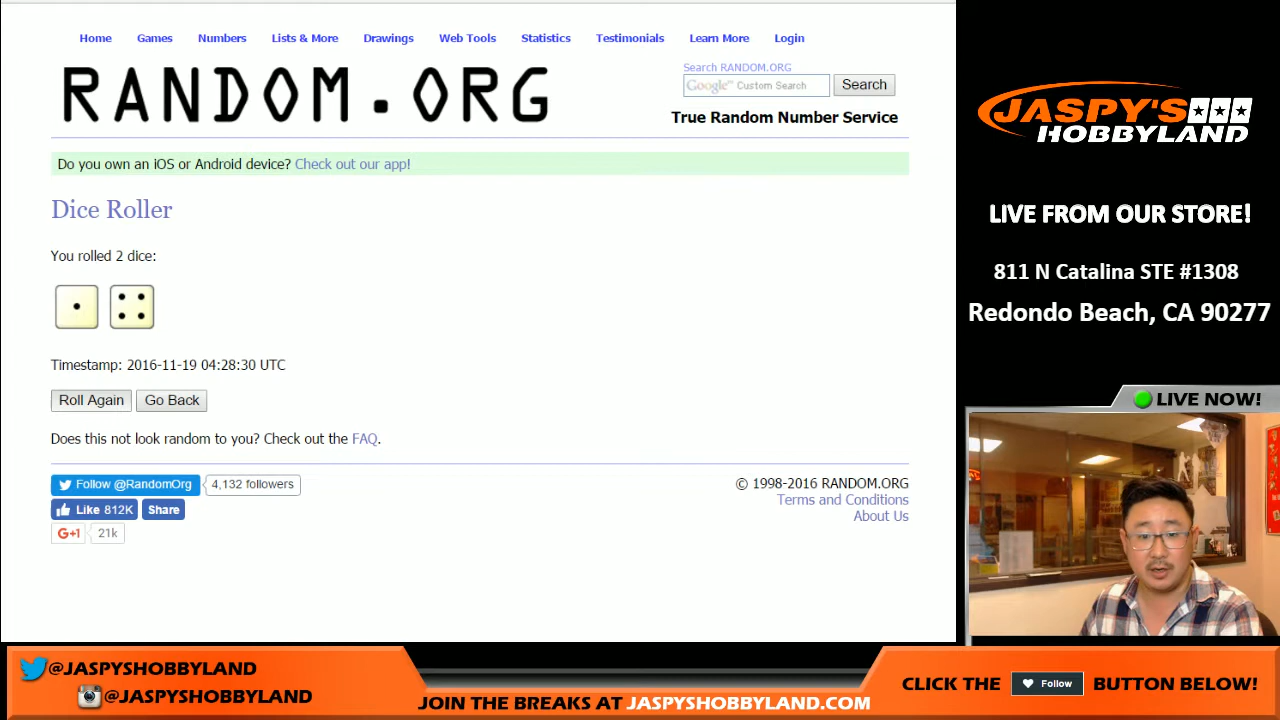 Home Games Numbers Lists & More Drawings Web Tools Statistics Testimonials Learn More Login
RANDOM.ORG
Search RANDOM.ORG
Google™ Custom Search
Search
True Random Number Service
Do you own an iOS or Android device? Check out our app!
Dice Roller
You rolled 2 dice:
Timestamp: 2016-11-19 04:28:30 UTC
Roll Again Go Back
Does this not look random to you? Check out the FAQ.
Follow @RandomOrg 4,132 followers
Like 812K Share
G+1 21k
© 1998-2016 RANDOM.ORG
Terms and Conditions
About Us
JASPY'S
HOBBYLAND
LIVE FROM OUR STORE!
811 N Catalina STE #1308
Redondo Beach, CA 90277
LIVE NOW!
@JASPYSHOBBYLAND
@JASPYSHOBBYLAND
JOIN THE BREAKS AT JASPYSHOBBYLAND.COM
CLICK THE Follow BUTTON BELOW!